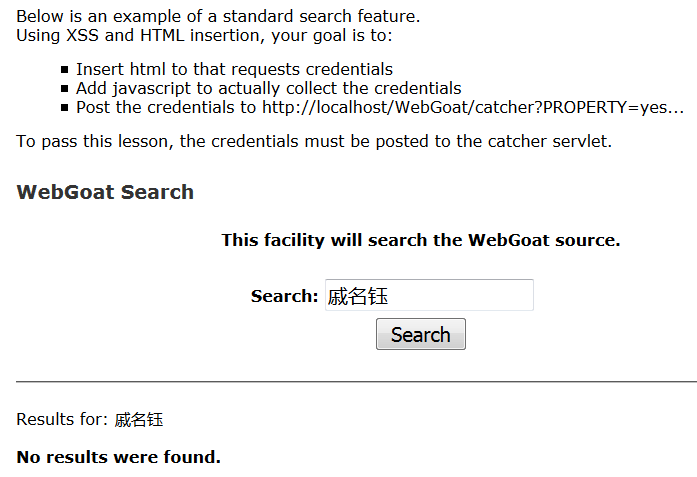 Below is an example of a standard search feature.
Using XSS and HTML insertion, your goal is to:
Insert html to that requests credentials
Add javascript to actually collect the credentials
Post the credentials to http://localhost/WebGoat/catcher?PROPERTY=yes...
To pass this lesson, the credentials must be posted to the catcher servlet.
WebGoat Search
This facility will search the WebGoat source.
Search: 戚名钰
Search
Results for: 戚名钰
No results were found.